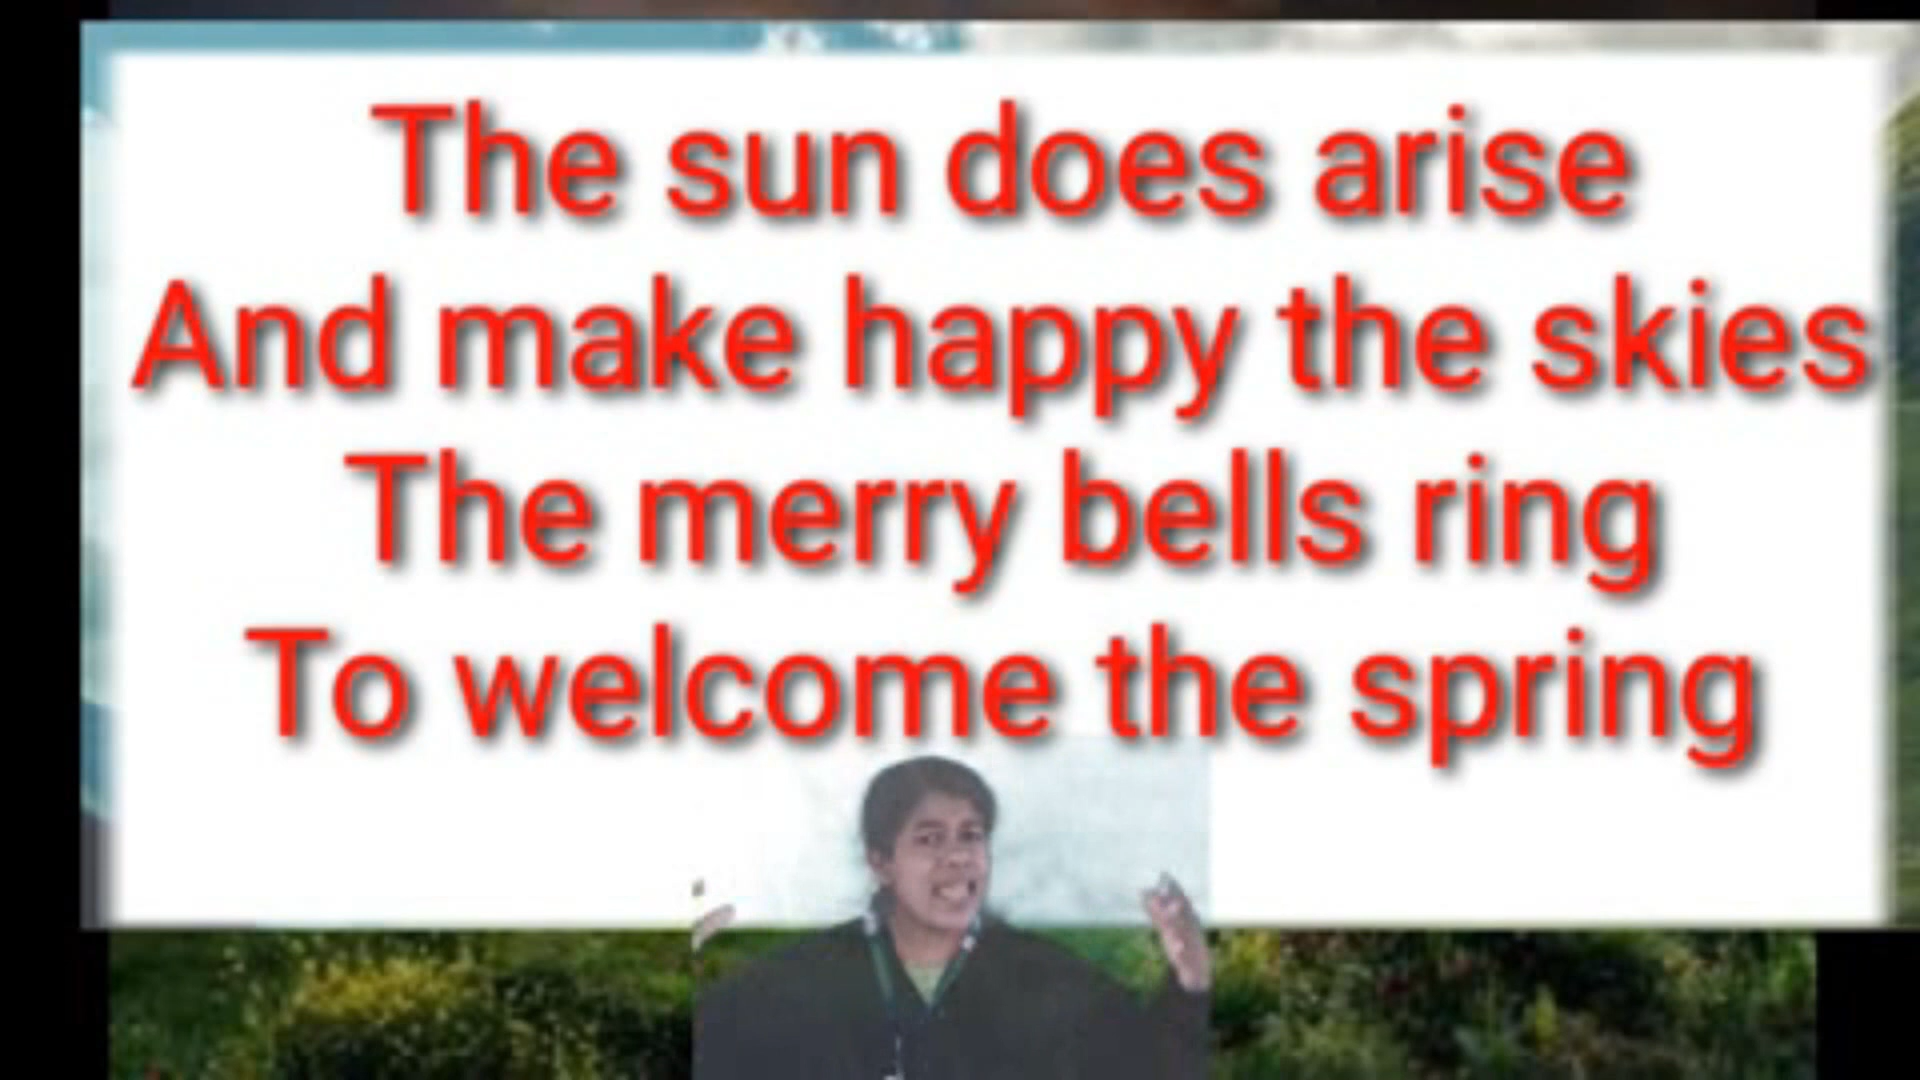 The sun does arise
And make happy the skies
The merry bells ring
To welcome the spring